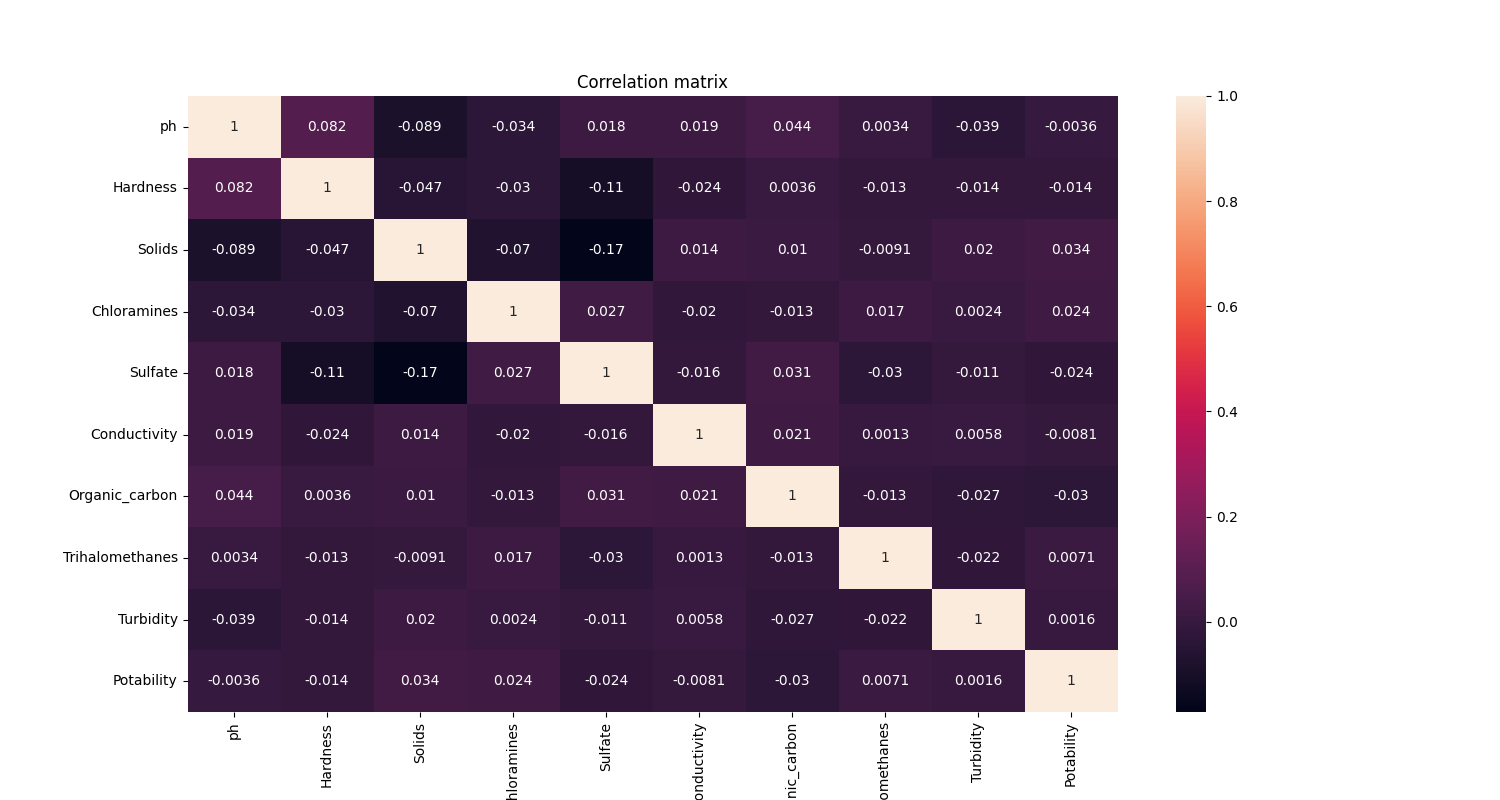 Correlation matrix
ph 1 0.082 -0.089 -0.034 0.018 0.019 0.044 0.0034 -0.039 -0.0036
Hardness 0.082 1 -0.047 -0.03 -0.11 -0.024 0.0036 -0.013 -0.014 -0.014
Solids -0.089 -0.047 1 -0.07 -0.17 0.014 0.01 -0.0091 0.02 0.034
Chloramines -0.034 -0.03 -0.07 1 0.027 -0.02 -0.013 0.017 0.0024 0.024
Sulfate 0.018 -0.11 -0.17 0.027 1 -0.016 0.031 -0.03 -0.011 -0.024
Conductivity 0.019 -0.024 0.014 -0.02 -0.016 1 0.021 0.0013 0.0058 -0.0081
Organic_carbon 0.044 0.0036 0.01 -0.013 0.031 0.021 1 -0.013 -0.027 -0.03
Trihalomethanes 0.0034 -0.013 -0.0091 0.017 -0.03 0.0013 -0.013 1 -0.022 0.0071
Turbidity -0.039 -0.014 0.02 0.0024 -0.011 0.0058 -0.027 -0.022 1 0.0016
Potability -0.0036 -0.014 0.034 0.024 -0.024 -0.0081 -0.03 0.0071 0.0016 1
ph
Hardness
Solids
hloramines
Sulfate
onductivity
nic_carbon
omethanes
Turbidity
Potability
1.0
0.8
0.6
0.4
0.2
0.0